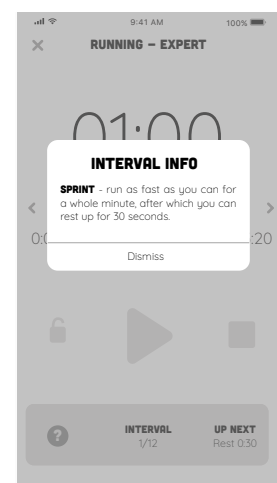 9:41 AM 100%
RUNNING – EXPERT
01:00
INTERVAL INFO
SPRINT - run as fast as you can for
a whole minute, after which you can
rest up for 30 seconds.
0:0 :20
Dismiss
?
INTERVAL UP NEXT
1/12 Rest 0:30